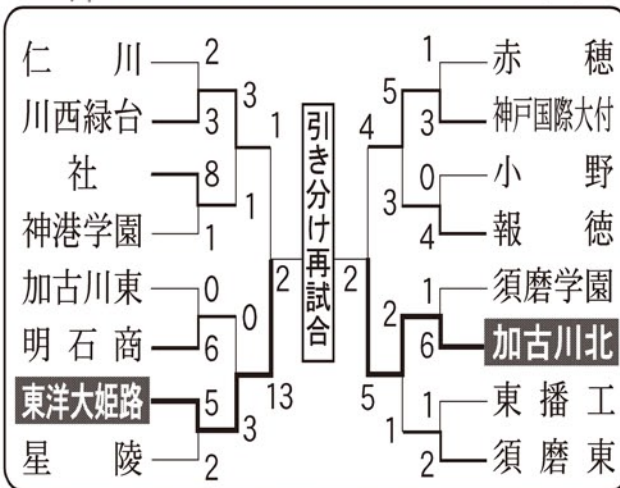 仁川
2
川西緑台
3
3
社
8
神港学園
1
1
1
加古川東
0
明石商
6
0
東洋大姫路
5
3
星陵
2
13
2
引き分け再試合
2
赤穂
1
神戸国際大付
3
5
小野
0
報徳
4
3
4
須磨学園
1
加古川北
6
2
東播工
1
須磨東
2
1
5